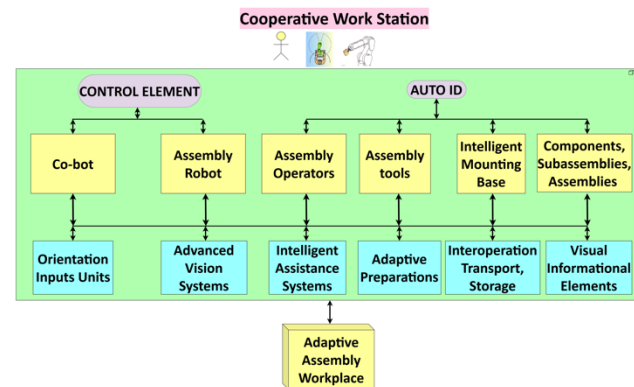 Cooperative Work Station
CONTROL ELEMENT
AUTO ID
Co-bot
Assembly
Robot
Assembly
Operators
Assembly
tools
Intelligent
Mounting
Base
Components,
Subassemblies,
Assemblies
Orientation
Inputs Units
Advanced
Vision
Systems
Intelligent
Assistance
Systems
Adaptive
Preparations
Interoperation
Transport,
Storage
Visual
Informational
Elements
Adaptive
Assembly
Workplace